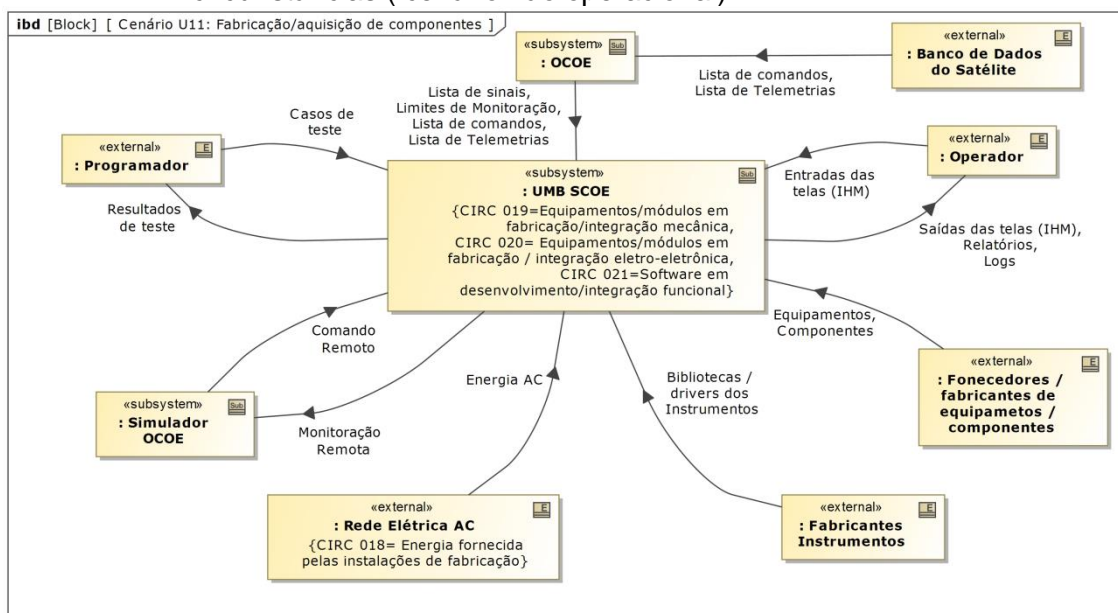 ibd [Block] [ Cenário U11: Fabricação/aquisição de componentes ]
«subsystem» Sub
: OCOE
«external» E
: Banco de Dados
do Satélite
Lista de comandos,
Lista de Telemetrias
Lista de sinais,
Limites de Monitoração,
Lista de comandos,
Lista de Telemetrias
Casos de
teste
«external» E
: Programador
«external» E
: Operador
Entradas das
telas (IHM)
«subsystem» Sub
: UMB SCOE
{CIRC 019=Equipamentos/módulos em
fabricação/integração mecânica,
CIRC 020= Equipamentos/módulos em
fabricação / integração eletro-eletrônica,
CIRC 021=Software em
desenvolvimento/integração funcional}
Resultados
de teste
Saídas das telas (IHM),
Relatórios,
Logs
Equipamentos,
Componentes
Comando
Remoto
Energia AC
Bibliotecas /
drivers dos
Instrumentos
«external» E
: Fonecedores /
fabricantes de
equipametos /
componentes
«subsystem» Sub
: Simulador
OCOE
Monitoração
Remota
«external» E
: Rede Elétrica AC
{CIRC 018= Energia fornecida
pelas instalações de fabricação}
«external» E
: Fabricantes
Instrumentos